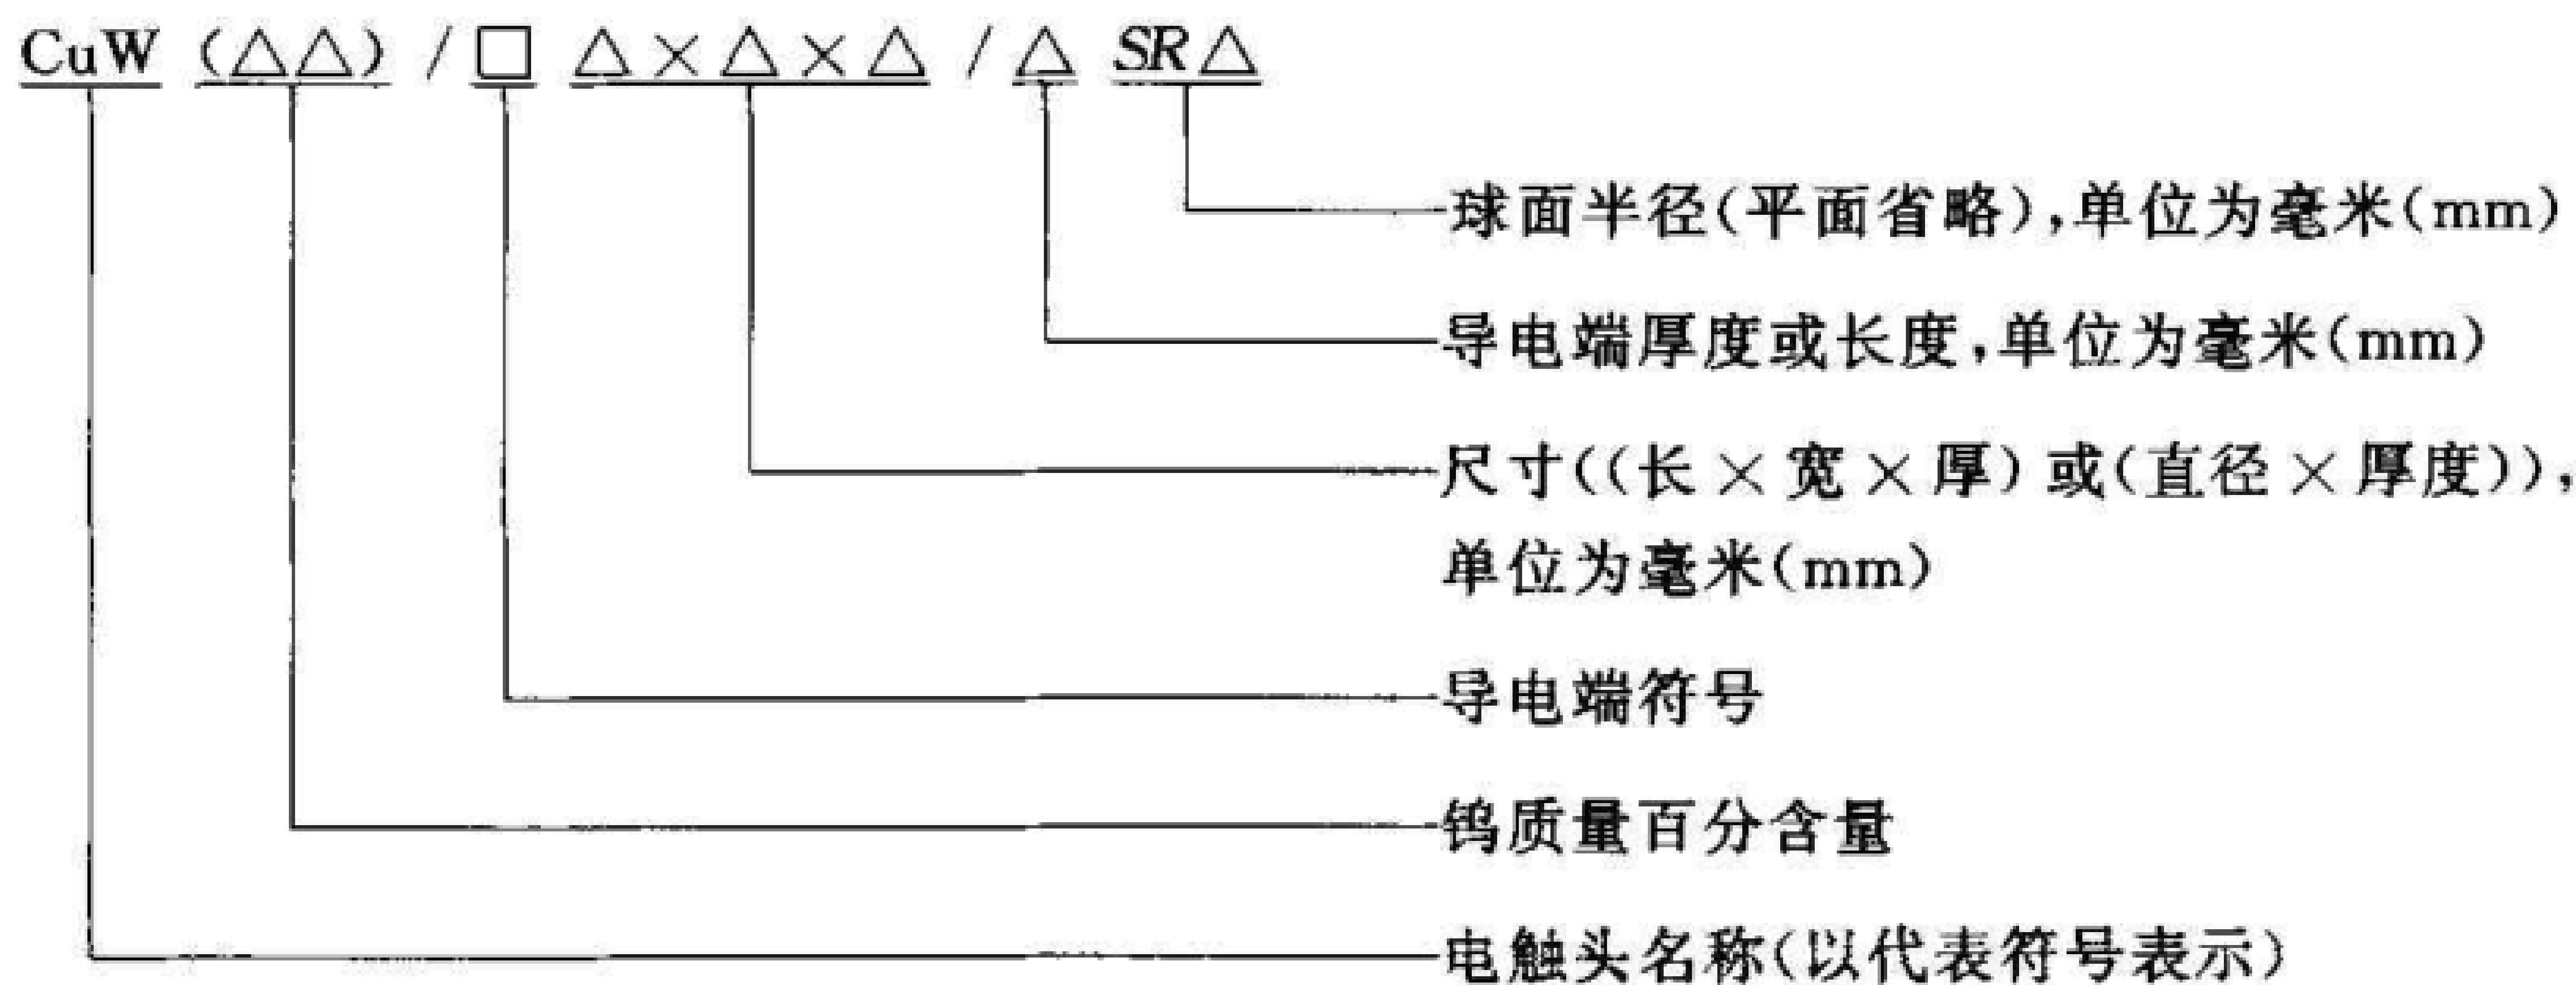 CuW (△△) / □ △×△×△ / △ SR△
球面半径(平面省略),单位为毫米(mm)
导电端厚度或长度,单位为毫米(mm)
尺寸((长×宽×厚)或(直径×厚度)),
单位为毫米(mm)
导电端符号
钨质量百分含量
电触头名称(以代表符号表示)